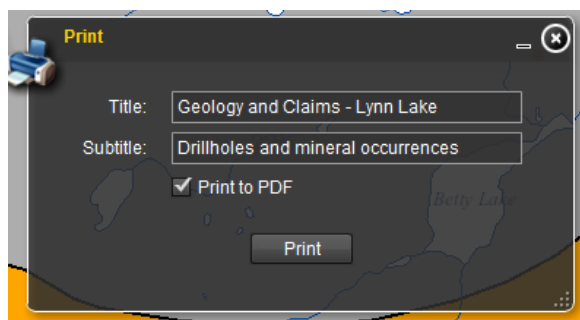 Print
Title: Geology and Claims - Lynn Lake
Subtitle: Drillholes and mineral occurrences
Print to PDF
Betty Lake
Print